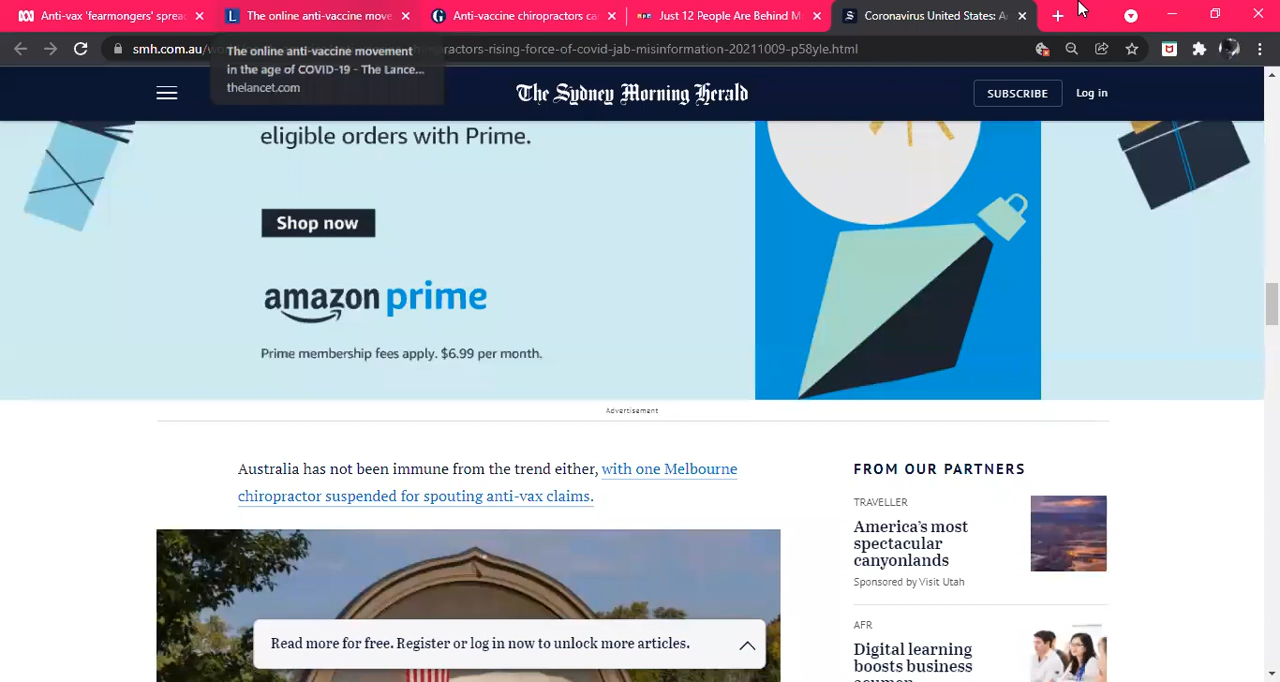 Anti-vax 'fearmongers' sprea
The online anti-vaccine move
Anti-vaccine chiropractors ca
Just 12 People Are Behind M
Coronavirus United States: A
smh.com.au/wo
ractors-rising-force-of-covid-jab-misinformation-20211009-p58yle.html
The online anti-vaccine movement
in the age of COVID-19 - The Lance...
thelancet.com
The Sydney Morning Herald
SUBSCRIBE
Log in
eligible orders with Prime.
Shop now
amazon prime
Prime membership fees apply. $6.99 per month.
Advertisement
Australia has not been immune from the trend either, with one Melbourne
chiropractor suspended for spouting anti-vax claims.
FROM OUR PARTNERS
TRAVELLER
America's most
spectacular
canyonlands
Sponsored by Visit Utah
AFR
Digital learning
boosts business
Read more for free. Register or log in now to unlock more articles.